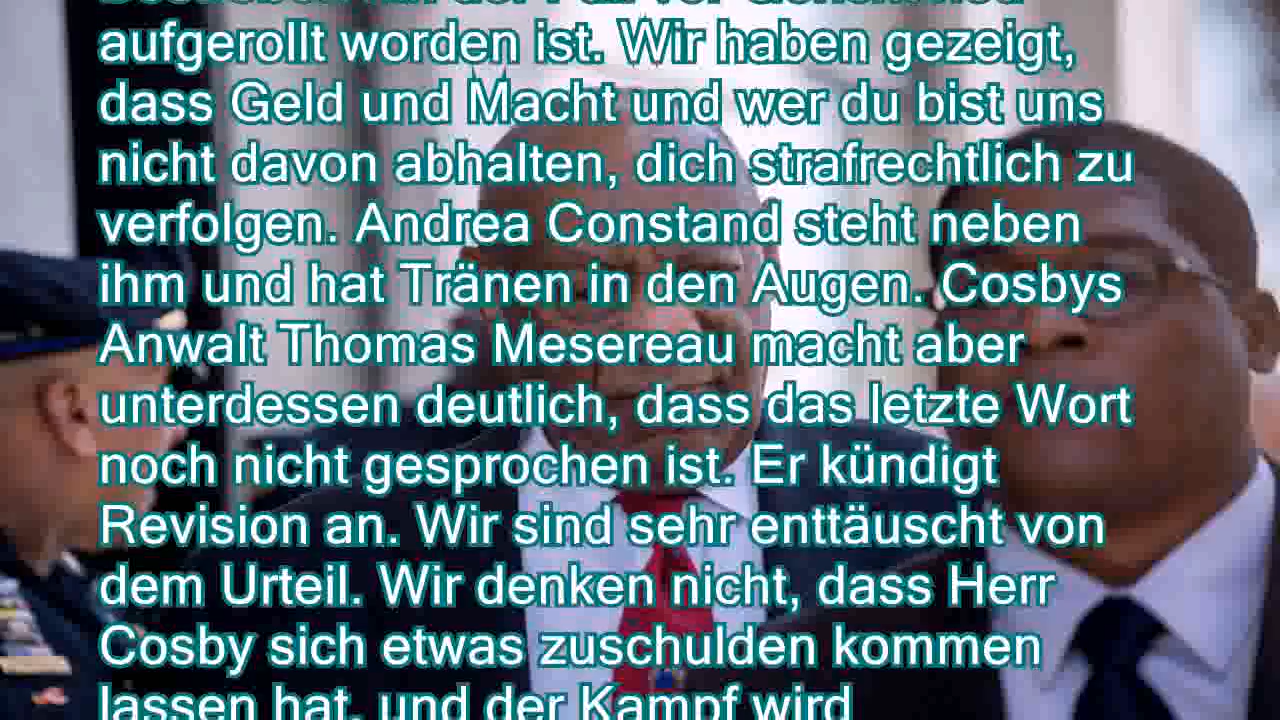 aufgerollt worden ist. Wir haben gezeigt,
dass Geld und Macht und wer du bist uns
nicht davon abhalten, dich strafrechtlich zu
verfolgen. Andrea Constand steht neben
ihm und hat Tränen in den Augen. Cosbys
Anwalt Thomas Mesereau macht aber
unterdessen deutlich, dass das letzte Wort
noch nicht gesprochen ist. Er kündigt
Revision an. Wir sind sehr enttäuscht von
dem Urteil. Wir denken nicht, dass Herr
Cosby sich etwas zuschulden kommen
lassen hat, und der Kampf wird